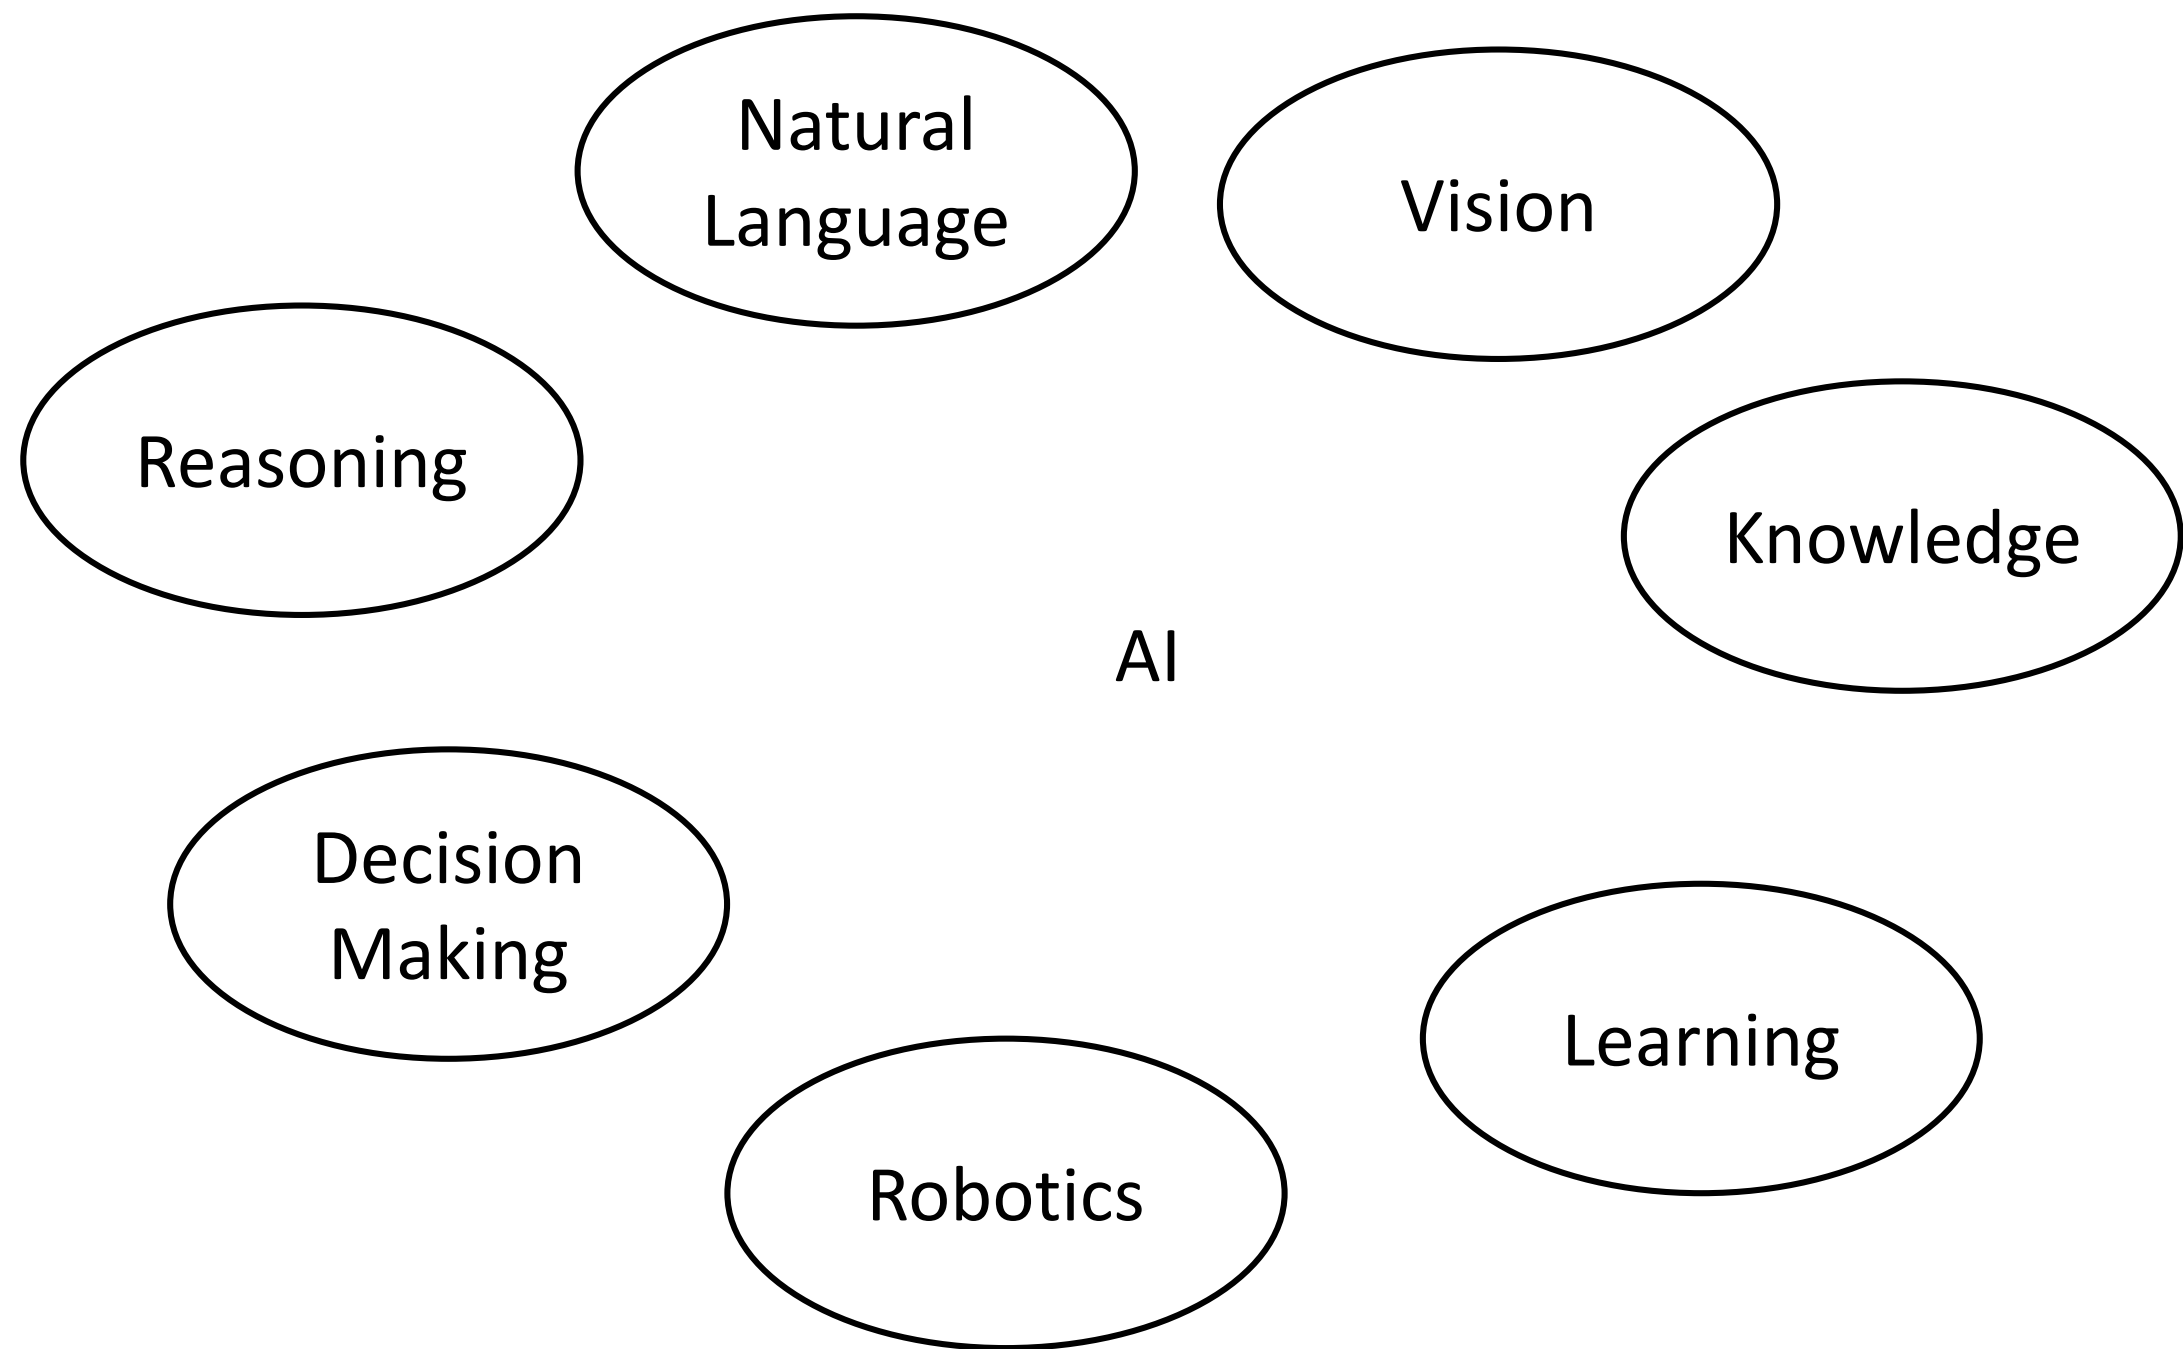 Natural
Language
Vision
Reasoning
Knowledge
AI
Decision
Making
Learning
Robotics